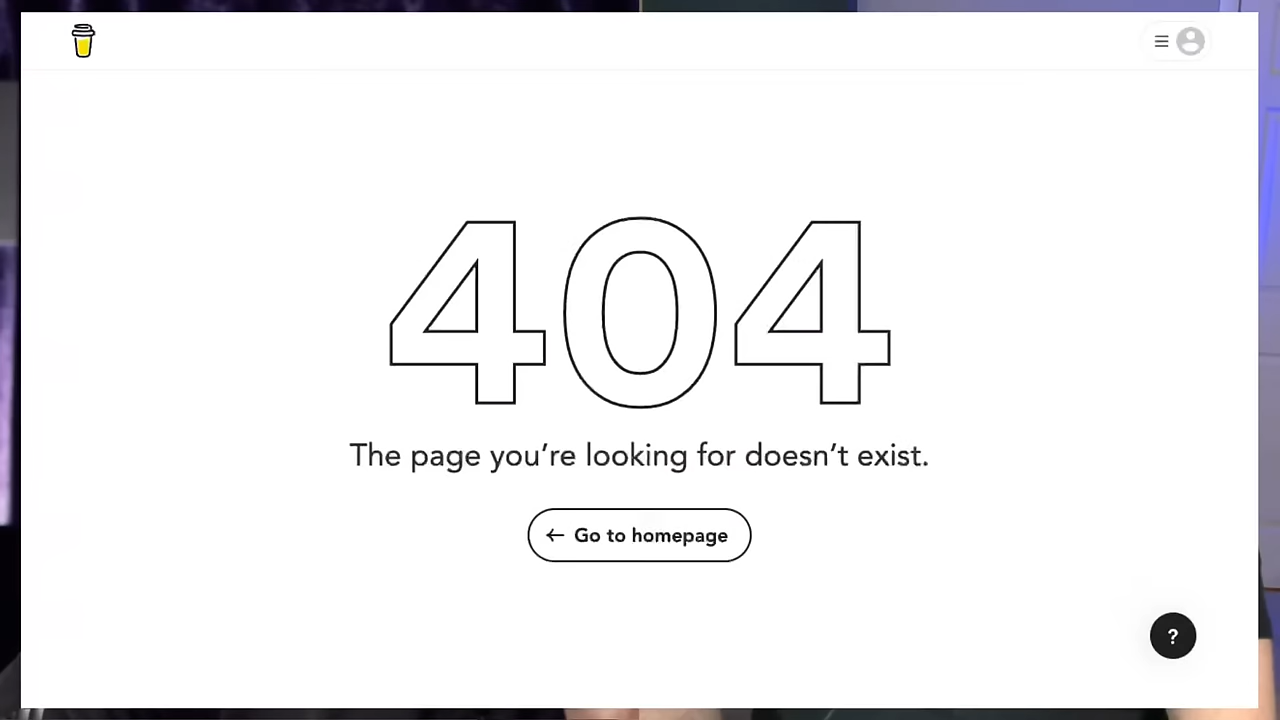 404
The page you’re looking for doesn’t exist.
← Go to homepage
?